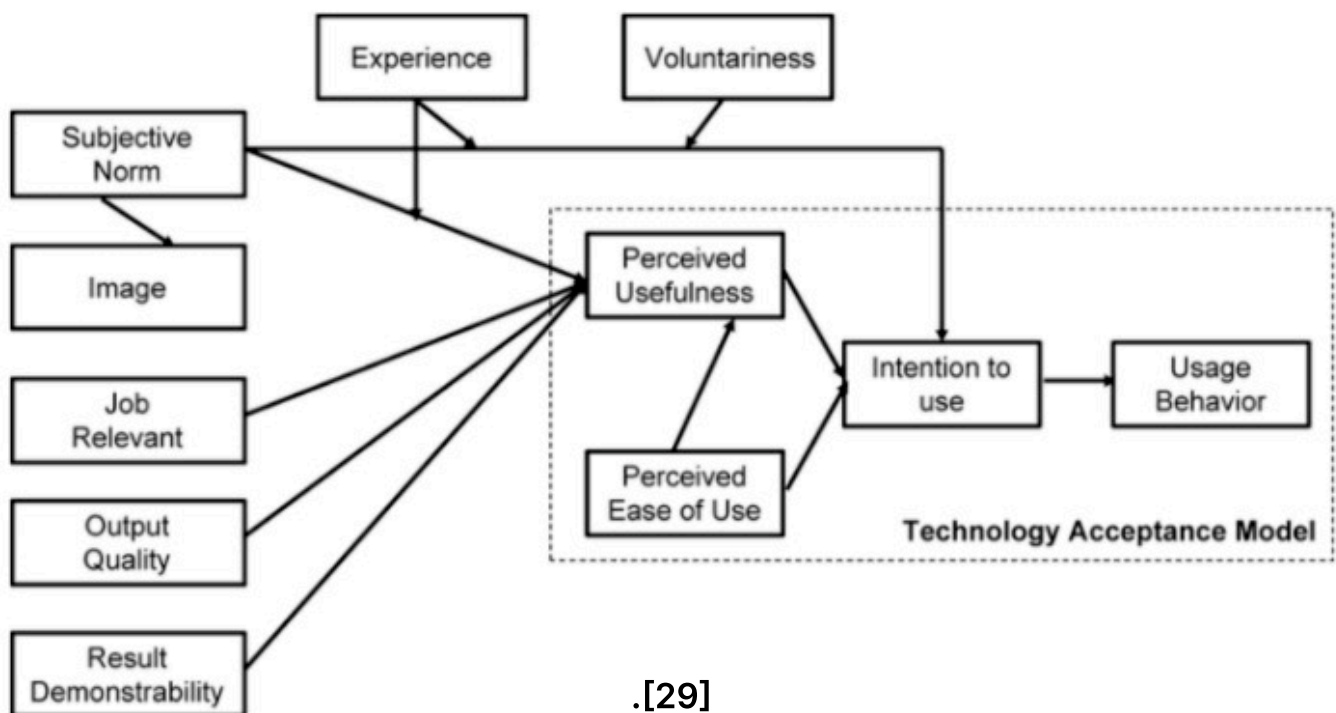 Experience
Voluntariness
Subjective
Norm
Image
Perceived
Usefulness
Intention to
use
Usage
Behavior
Job
Relevant
Perceived
Ease of Use
Output
Quality
Technology Acceptance Model
Result
Demonstrability
.[29]